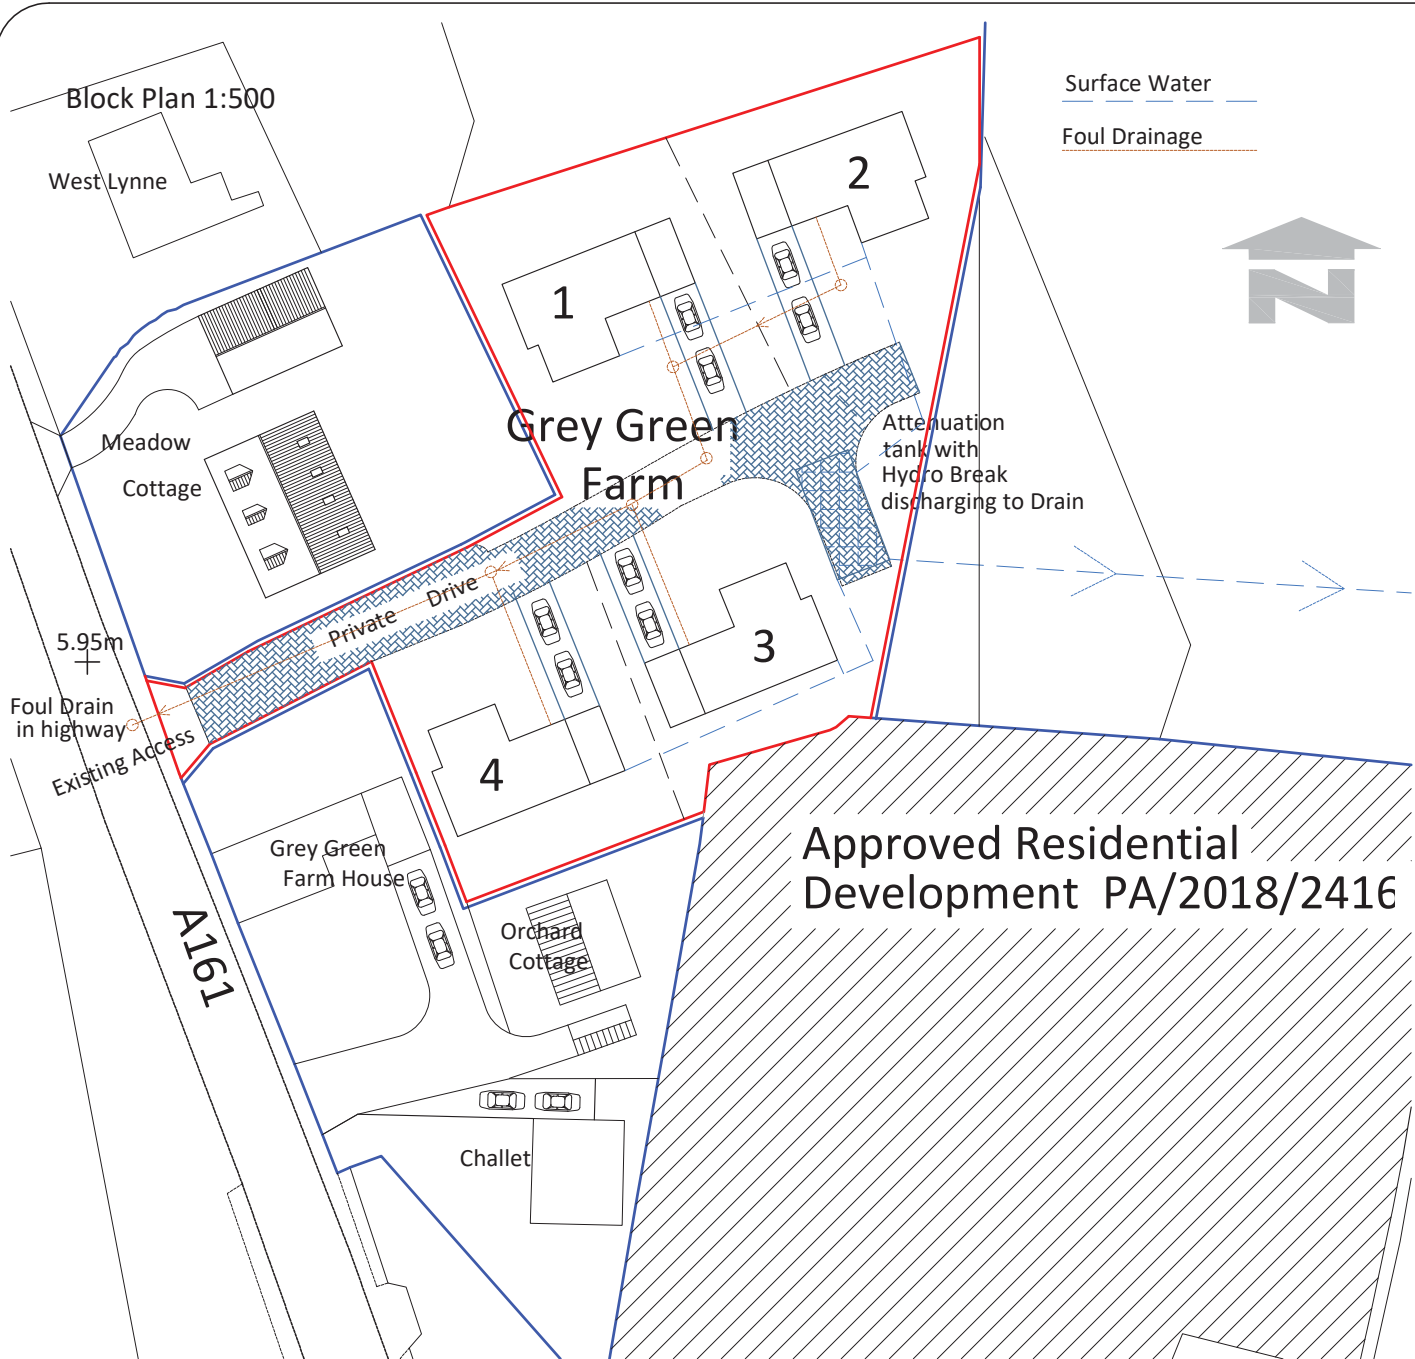 Block Plan 1:500
Surface Water
Foul Drainage
West Lynne
2
1
N
Grey Green
Farm
Meadow
Cottage
Attenuation
tank with
Hydro Break
discharging to Drain
Private Drive
5.95m
3
Foul Drain
in highway
Existing Access
4
Approved Residential
Development PA/2018/2416
Grey Green
Farm House
A161
Orchard
Cottage
Challet